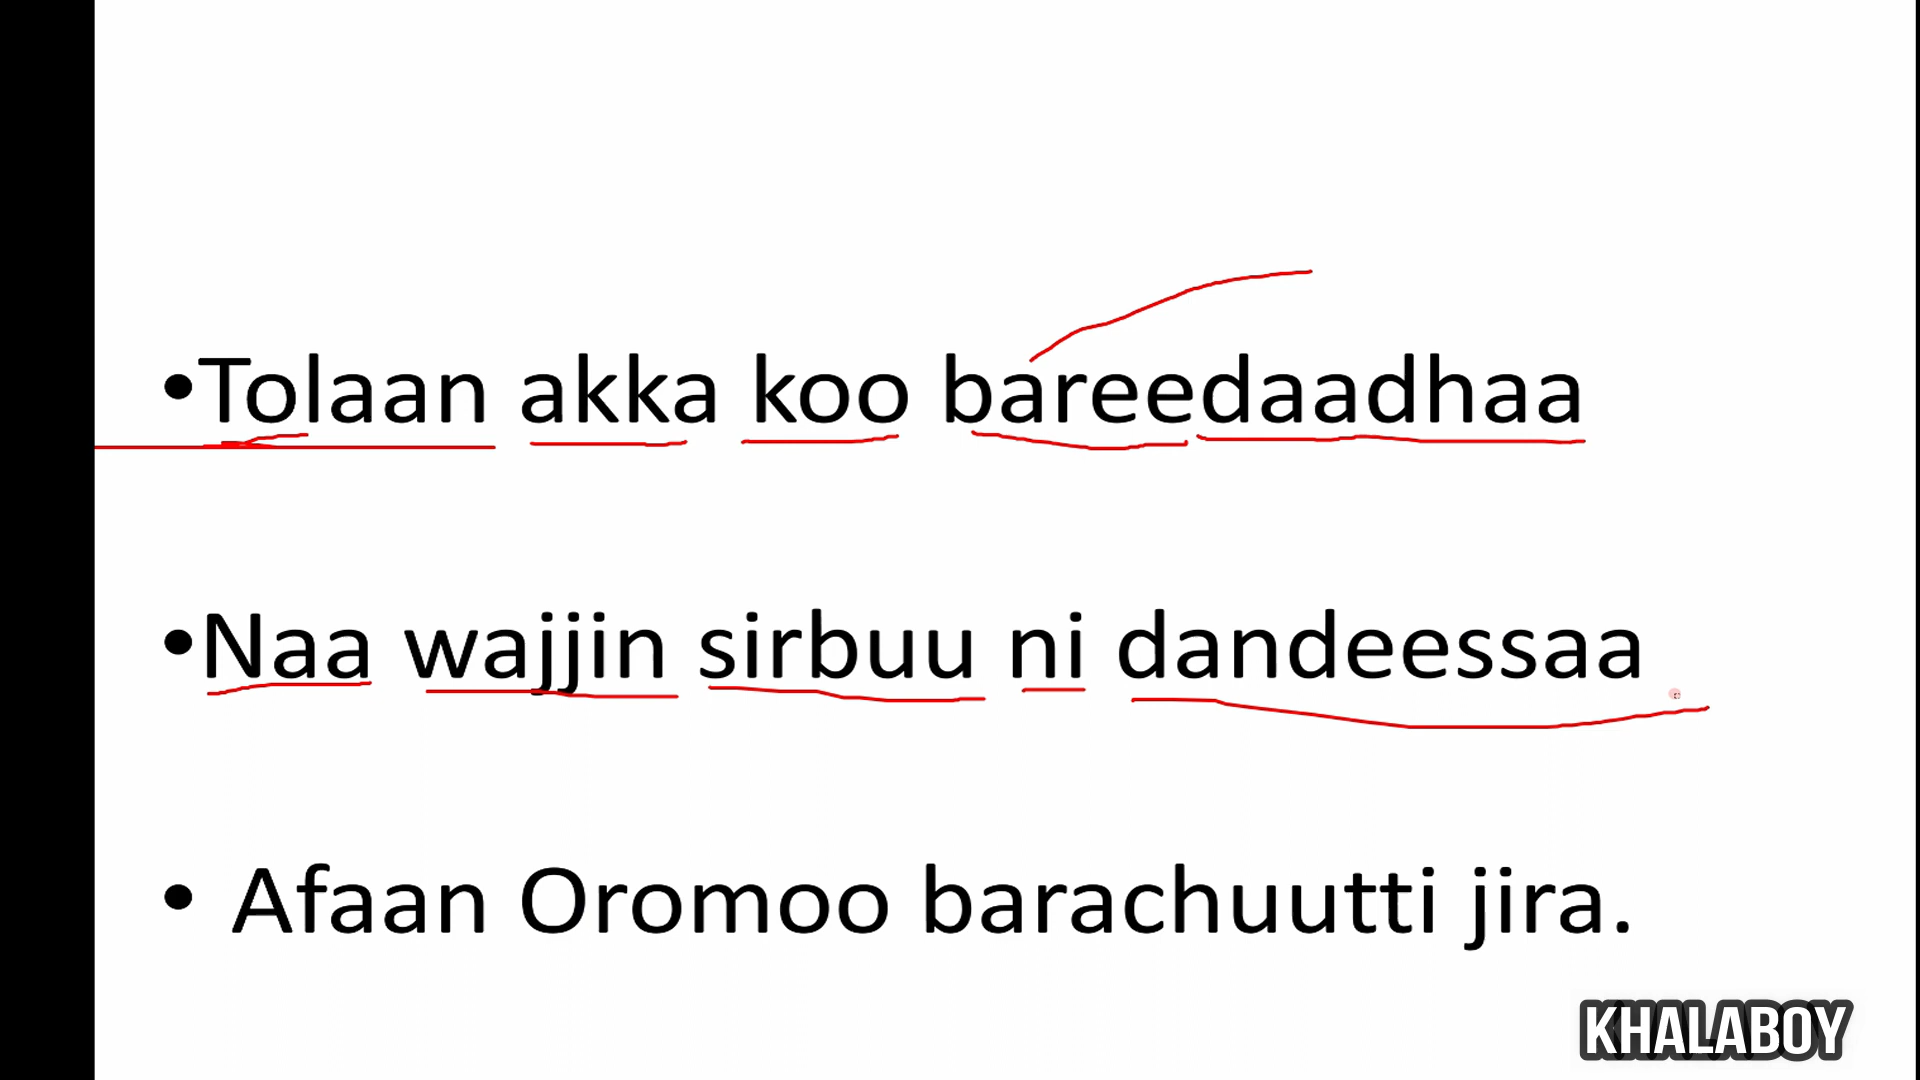 •Tolaan akka koo bareedaadhaa
•Naa wajjin sirbuu ni dandeessaa
• Afaan Oromoo barachuutti jira.
KHALABOY